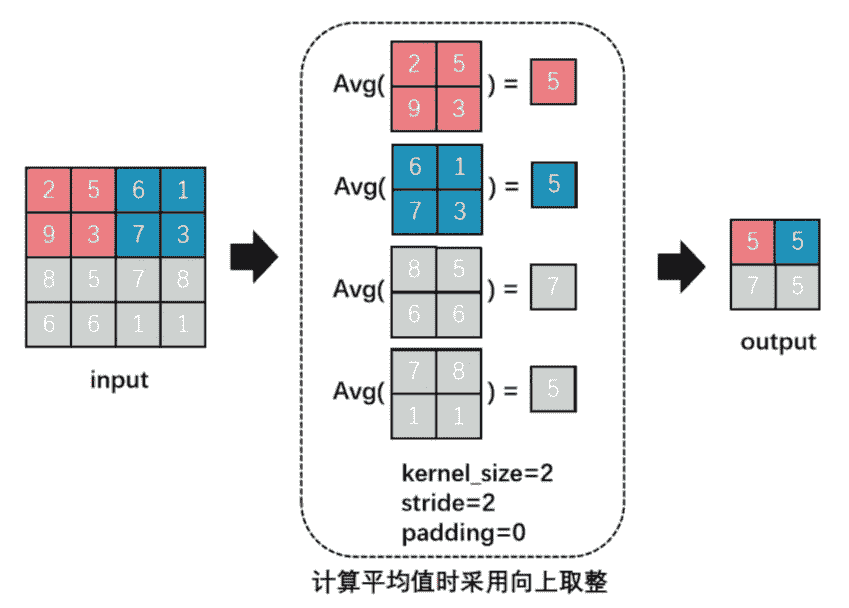 2 5 6 1
9 3 7 3
8 5 7 8
6 6 1 1
input
2 5
Avg( ) = 5
9 3
6 1
Avg( ) = 5
7 3
8 5
Avg( ) = 7
6 6
7 8
Avg( ) = 5
1 1
kernel_size=2
stride=2
padding=0
计算平均值时采用向上取整
5 5
7 5
output